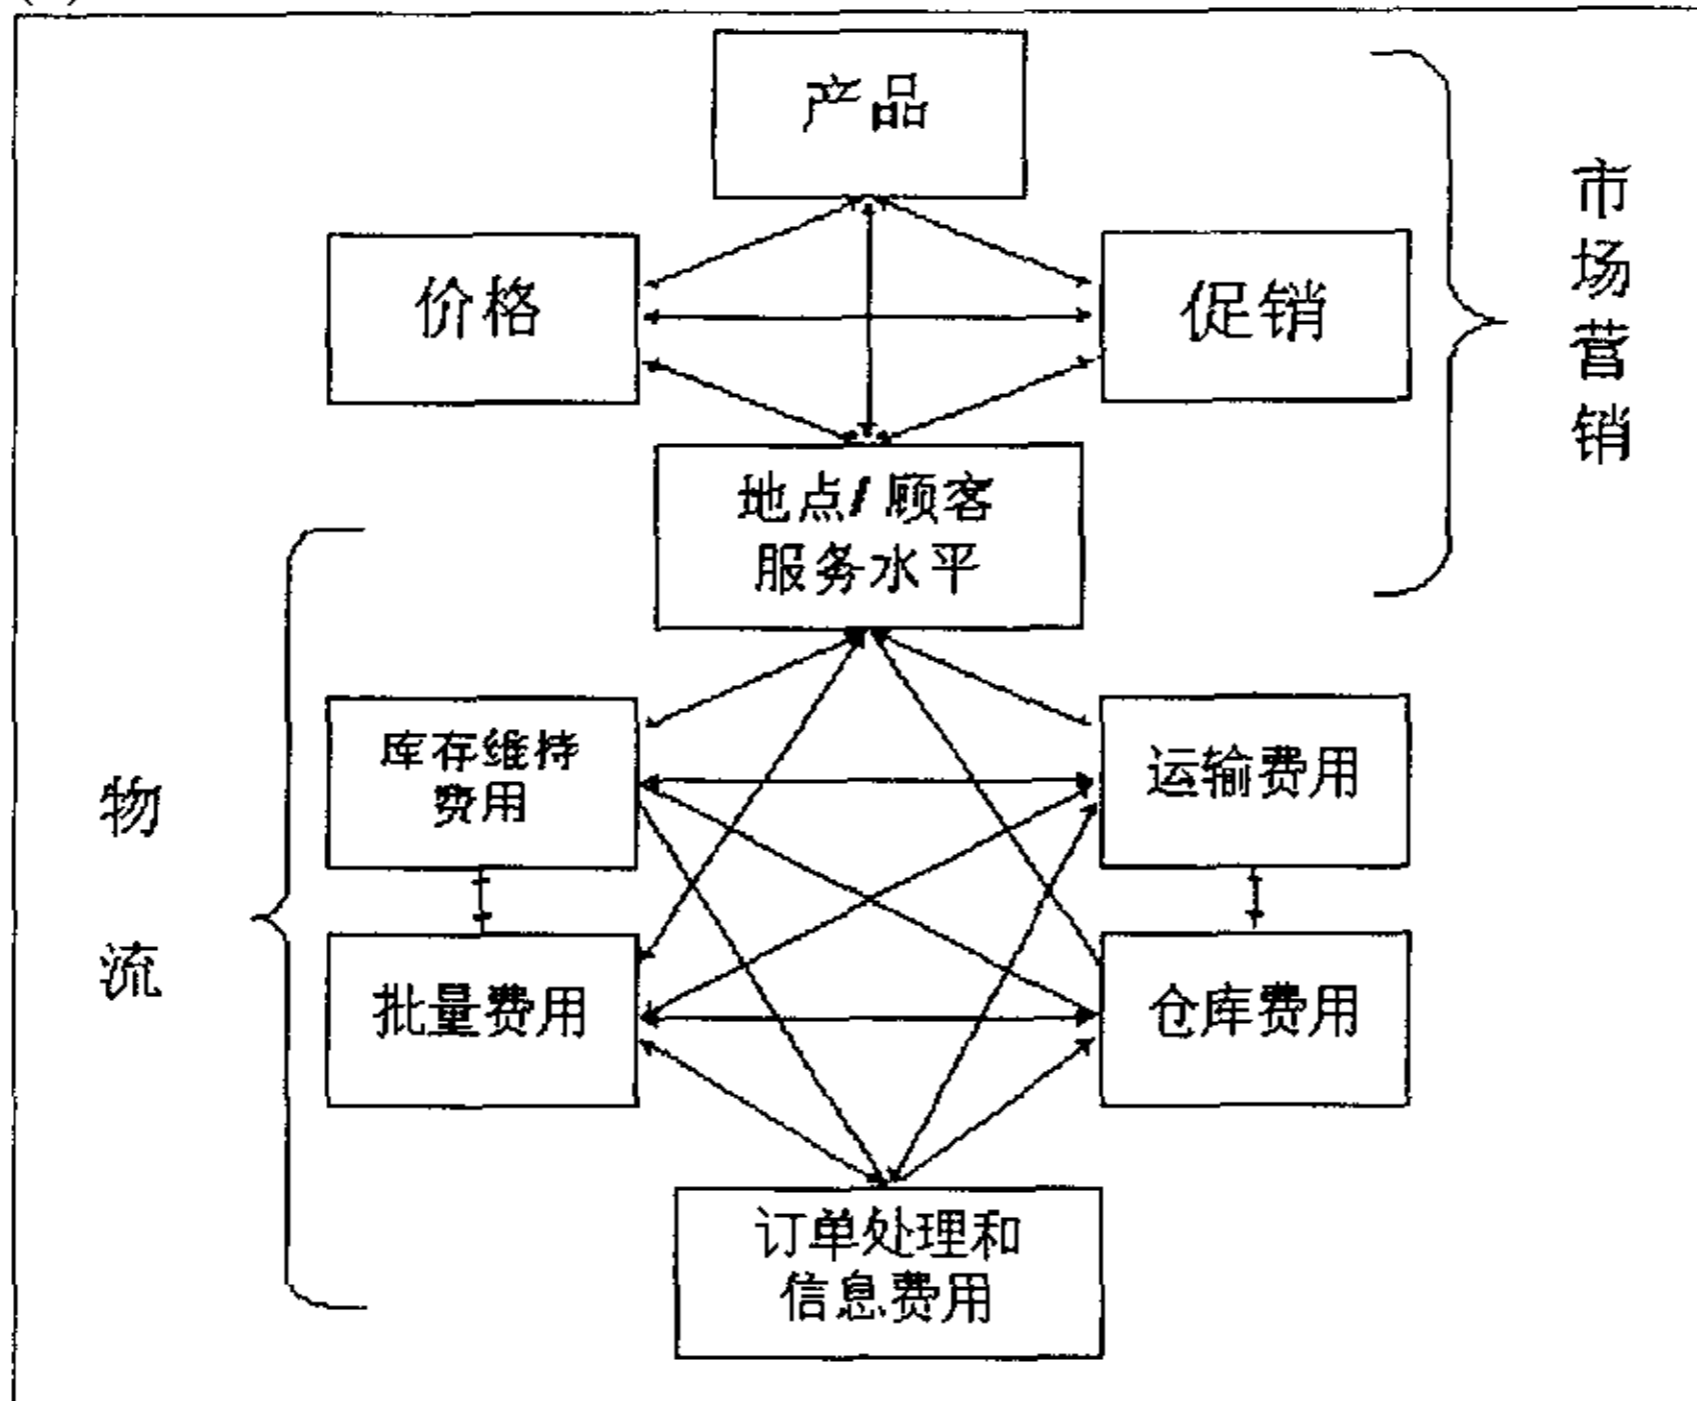 产品
价格
促销
市场营销
地点/顾客
服务水平
库存维持
费用
运输费用
物流
批量费用
仓库费用
订单处理和
信息费用